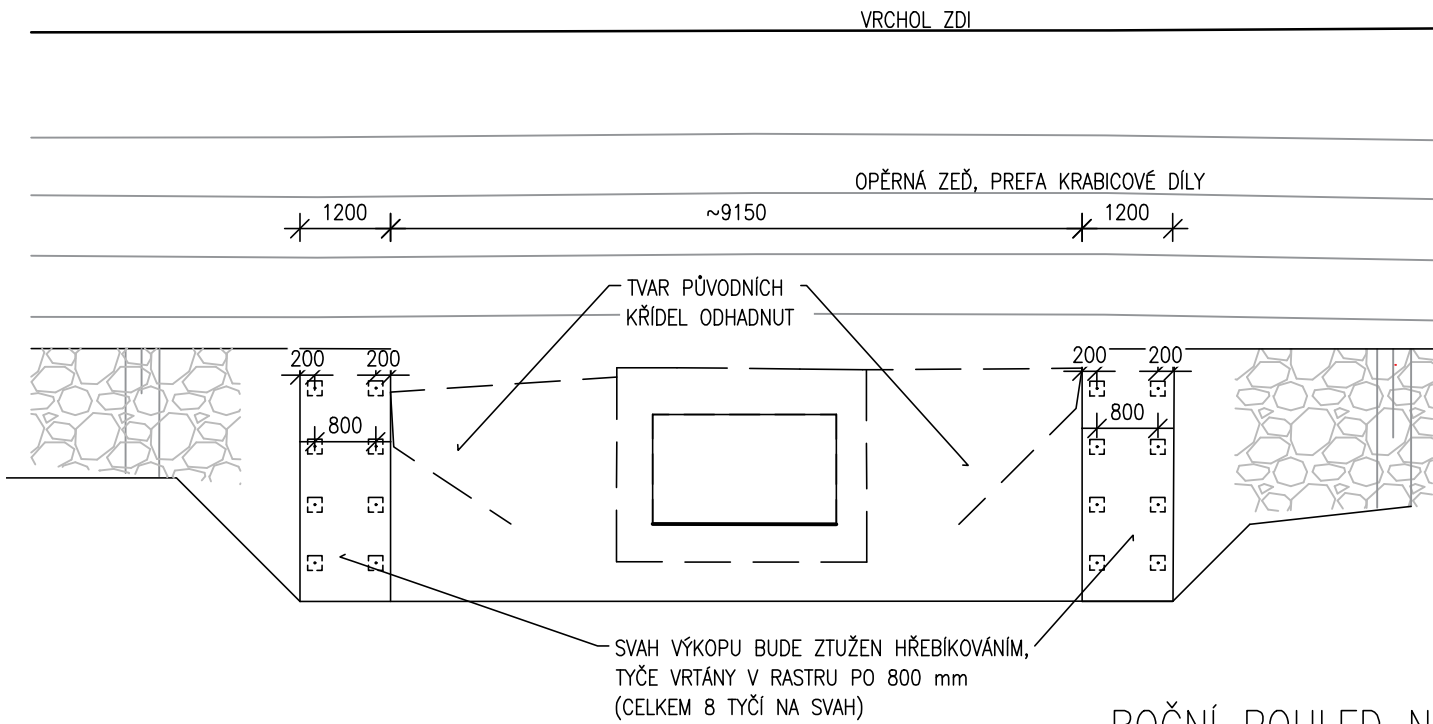 VRCHOL ZDI
OPĚRNÁ ZEĎ, PREFA KRABICOVÉ DÍLY
1200
~9150
1200
TVAR PŮVODNÍCH
KŘÍDEL ODHADNUT
200
200
200
200
800
800
SVAH VÝKOPU BUDE ZTUŽEN HŘEBÍKOVÁNÍM,
TYČE VRTÁNY V RASTRU PO 800 mm
(CELKEM 8 TYČÍ NA SVAH)